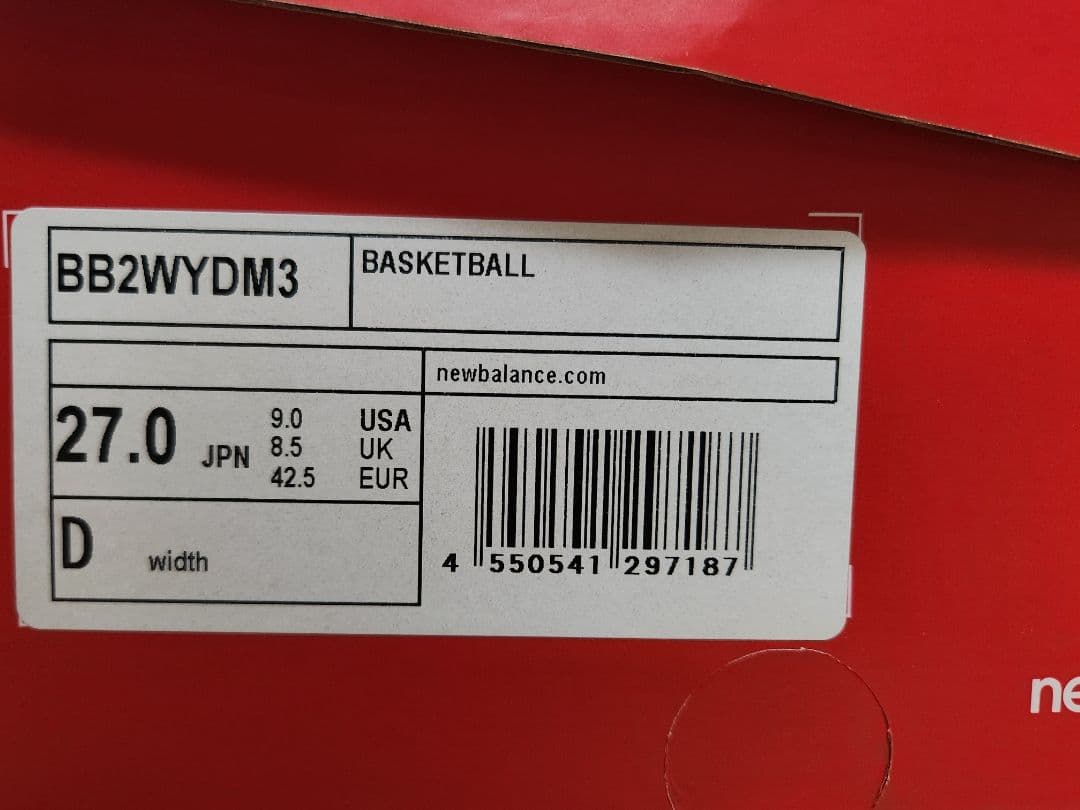 BB2WYDM3
BASKETBALL
newbalance.com
27.0 JPN
9.0 USA
8.5 UK
42.5 EUR
D width
4 550541 297187
ne